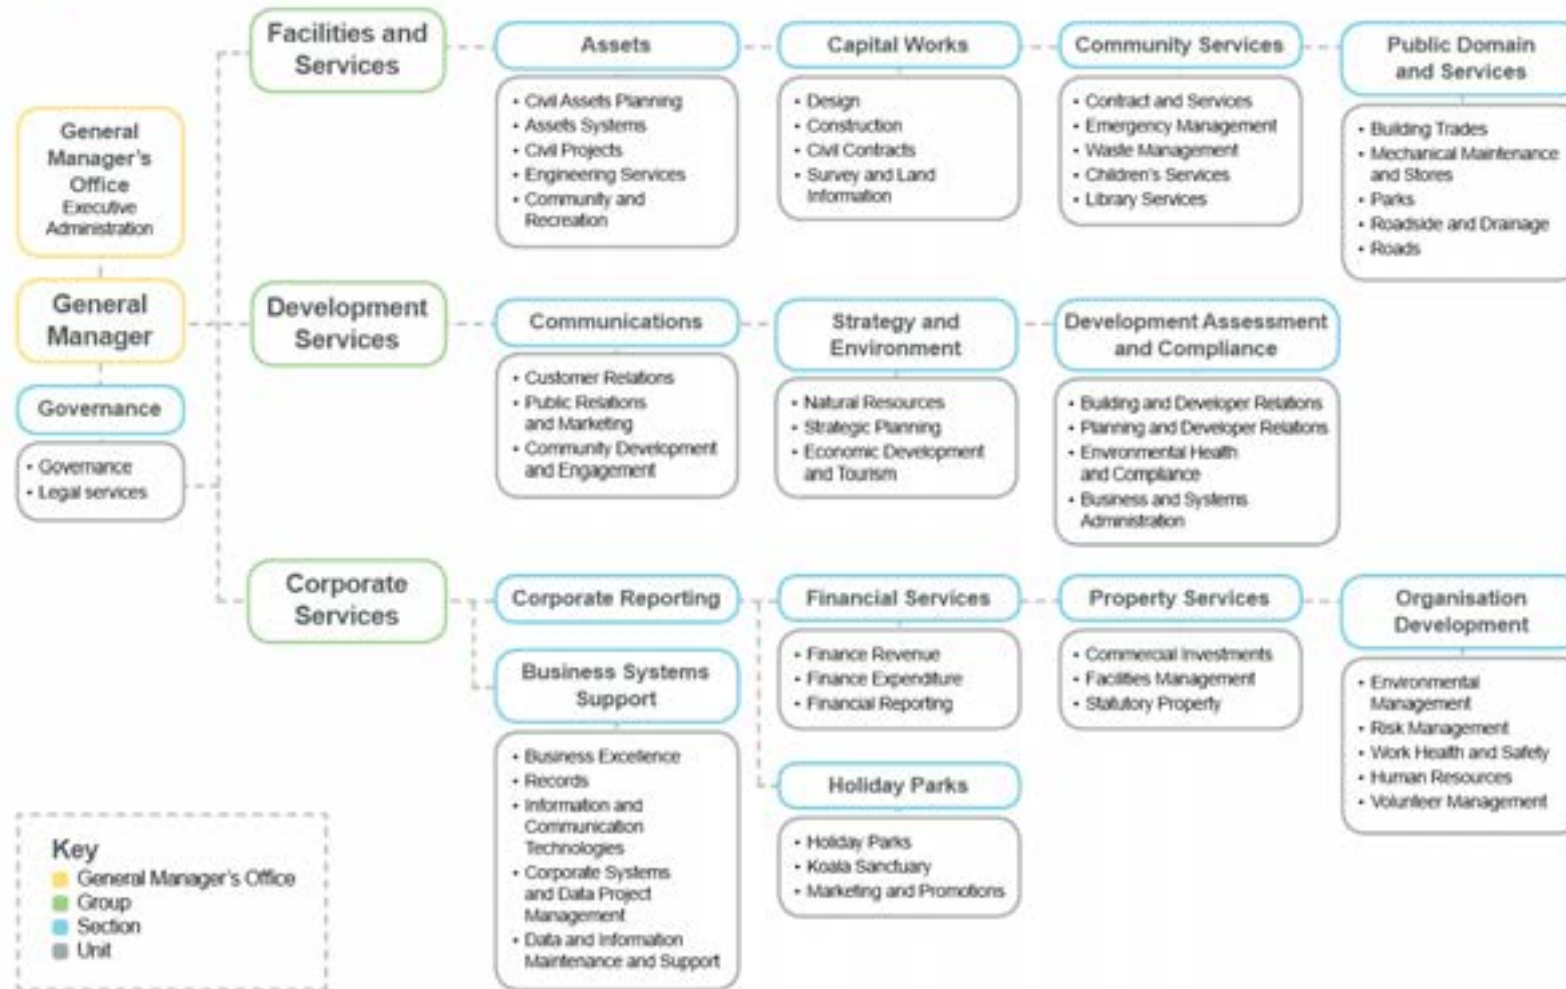 General
Manager's
Office
Executive
Administration
General
Manager
Governance
• Governance
• Legal services
Facilities and
Services
Assets
• Civil Assets Planning
• Assets Systems
• Civil Projects
• Engineering Services
• Community and
Recreation
Capital Works
• Design
• Construction
• Civil Contracts
• Survey and Land
Information
Community Services
• Contract and Services
• Emergency Management
• Waste Management
• Children's Services
• Library Services
Public Domain
and Services
• Building Trades
• Mechanical Maintenance
and Stores
• Parks
• Roadside and Drainage
• Roads
Development
Services
Communications
• Customer Relations
• Public Relations
and Marketing
• Community Development
and Engagement
Strategy and
Environment
• Natural Resources
• Strategic Planning
• Economic Development
and Tourism
Development Assessment
and Compliance
• Building and Developer Relations
• Planning and Developer Relations
• Environmental Health
and Compliance
• Business and Systems
Administration
Corporate
Services
Corporate Reporting
Business Systems
Support
• Business Excellence
• Records
• Information and
Communication
Technologies
• Corporate Systems
and Data Project
Management
• Data and Information
Maintenance and Support
Financial Services
• Finance Revenue
• Finance Expenditure
• Financial Reporting
Holiday Parks
• Holiday Parks
• Koala Sanctuary
• Marketing and Promotions
Property Services
• Commercial Investments
• Facilities Management
• Statutory Property
Organisation
Development
• Environmental
Management
• Risk Management
• Work Health and Safety
• Human Resources
• Volunteer Management
Key
General Manager's Office
Group
Section
Unit